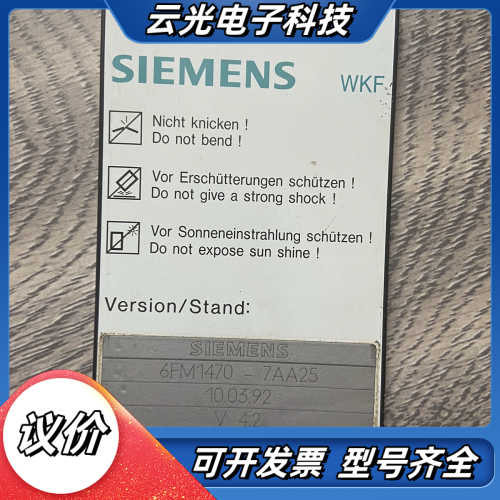 云光电子科技
SIEMENS WKF
Nicht knicken !
Do not bend !
Vor Erschütterungen schützen !
Do not give a strong shock !
Vor Sonneneinstrahlung schützen !
Do not expose sun shine !
Version/Stand:
SIEMENS
6FM1470 - 7AA25
10.03.92
V 4.2
议价
可开发票 型号齐全